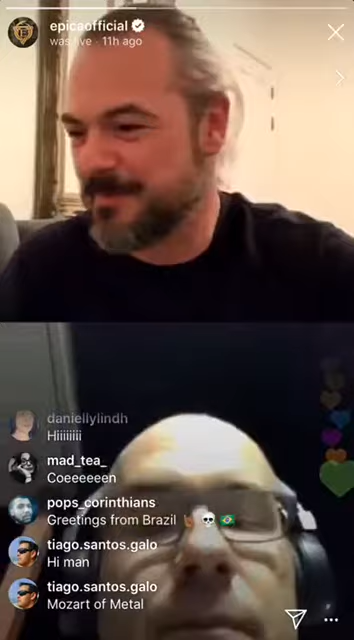 epicaofficial
was live · 11h ago
daniellylindh
Hiiiiiiii
mad_tea_
Coeeeeeen
pops_corinthians
Greetings from Brazil 🤘💀🇧🇷
tiago.santos.galo
Hi man
tiago.santos.galo
Mozart of Metal